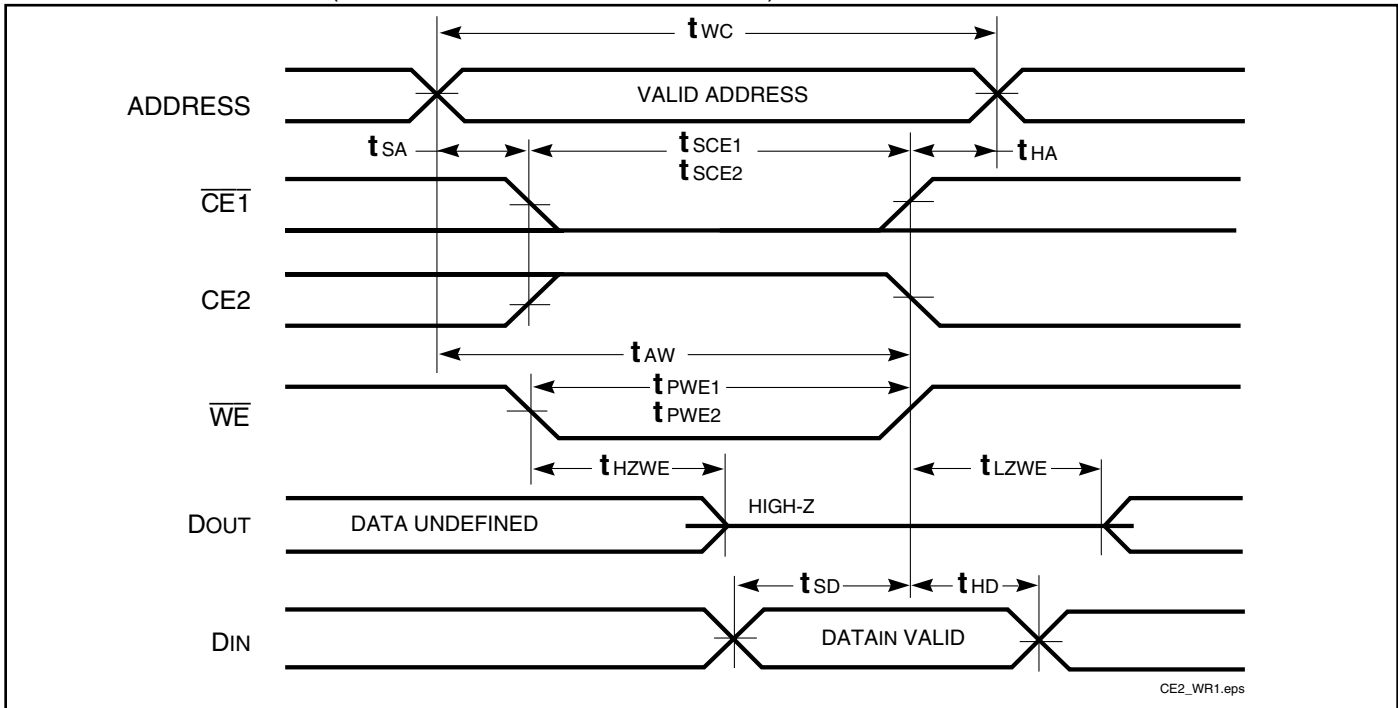 tWC
ADDRESS
VALID ADDRESS
tSA
tSCE1
tSCE2
tHA
CE1
CE2
tAW
WE
tPWE1
tPWE2
tHZWE
tLZWE
DOUT
DATA UNDEFINED
HIGH-Z
tSD
tHD
DIN
DATAIN VALID
CE2_WR1.eps